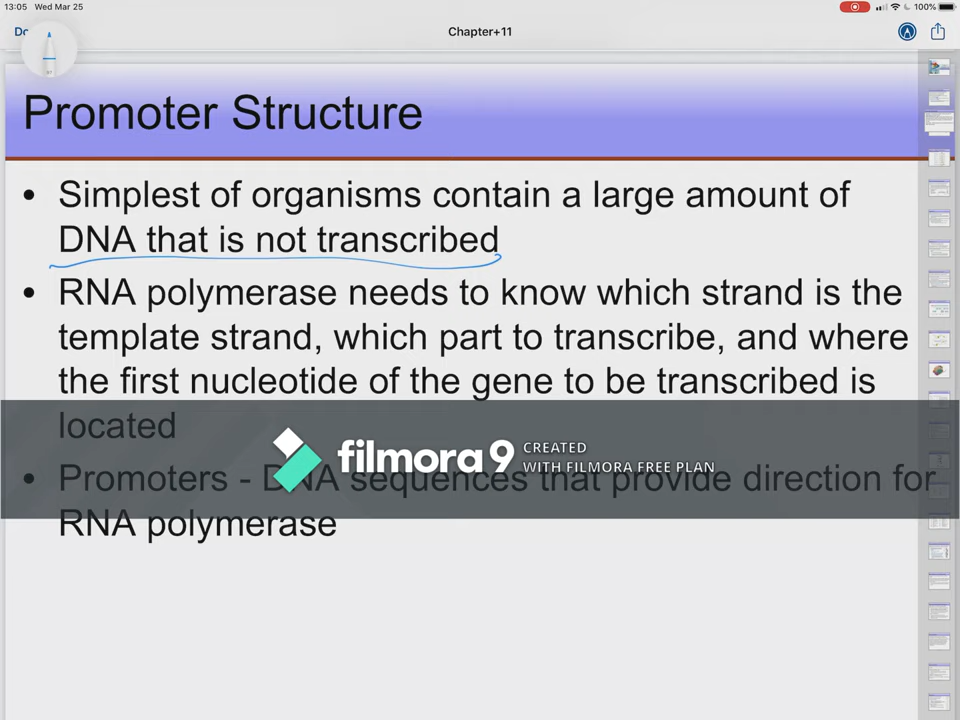 13:05 Wed Mar 25
100%
Do
Chapter+11
Promoter Structure
• Simplest of organisms contain a large amount of
DNA that is not transcribed
• RNA polymerase needs to know which strand is the
template strand, which part to transcribe, and where
the first nucleotide of the gene to be transcribed is
located
filmora 9 CREATED
WITH FILMORA FREE PLAN
• Promoters - DNA sequences that provide direction for
RNA polymerase